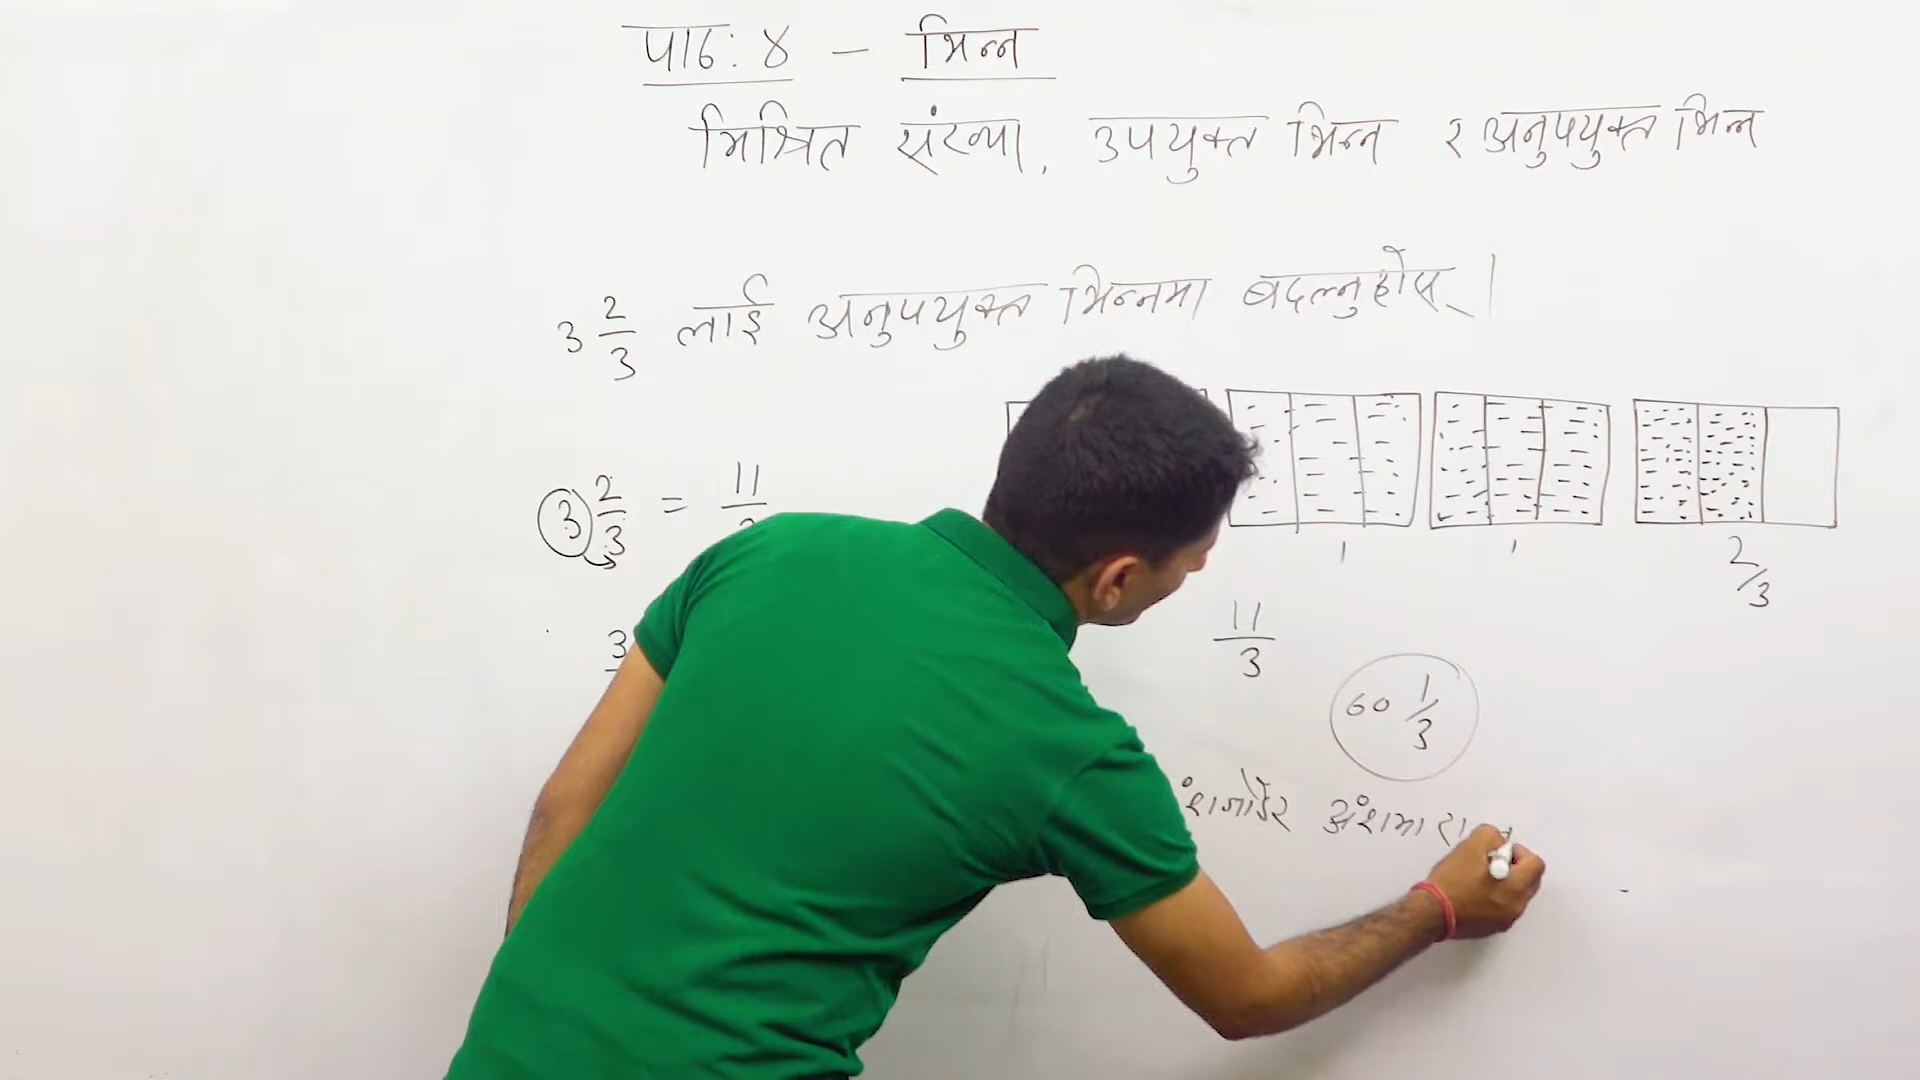 पाठ: ४ - भिन्न
मिश्रित संख्या, उपयुक्त भिन्न र अनुपयुक्त भिन्न
3 2/3 लाई अनुपयुक्त भिन्नमा बदल्नुहोस् ।
3 2/3 = 11
1 1 2/3
3
11/3
60 1/3
अंशमा